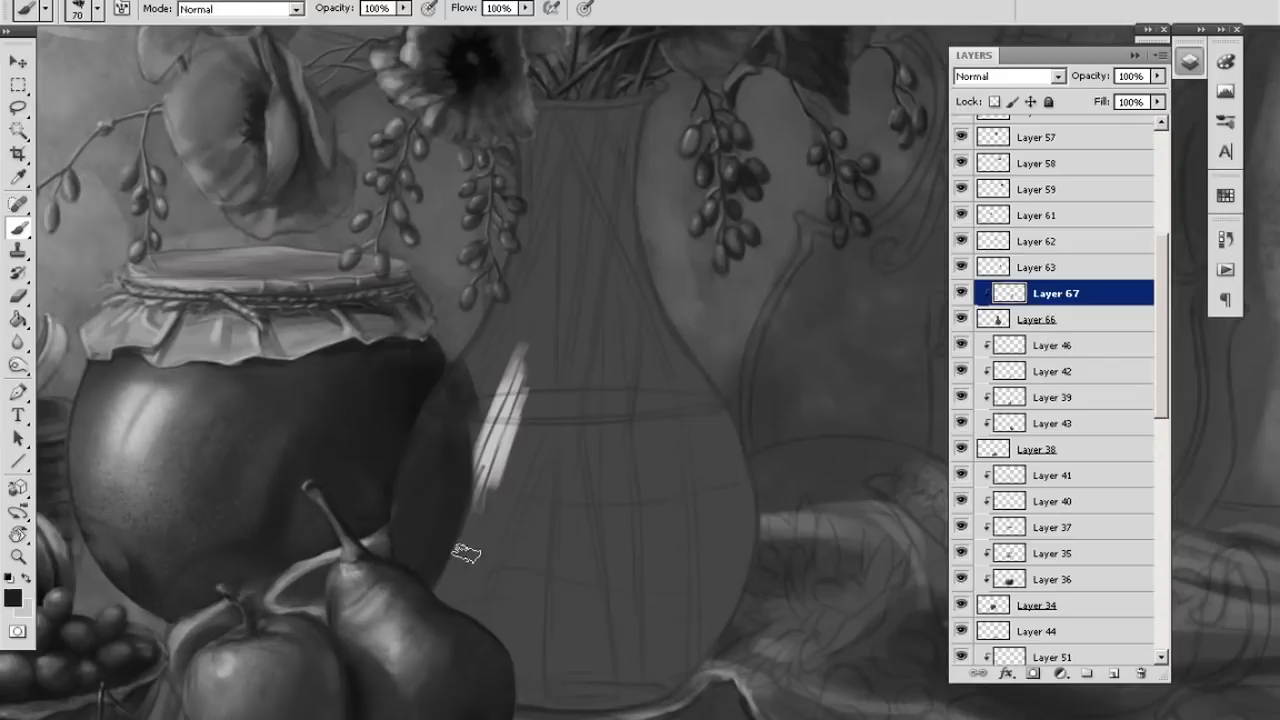 70
Mode: Normal
Opacity: 100%
Flow: 100%
LAYERS
Normal
Opacity: 100%
Lock:
Fill: 100%
Layer 57
Layer 58
Layer 59
Layer 61
Layer 62
Layer 63
Layer 67
Layer 66
Layer 46
Layer 42
Layer 39
Layer 43
Layer 38
Layer 41
Layer 40
Layer 37
Layer 35
Layer 36
Layer 34
Layer 44
Layer 51